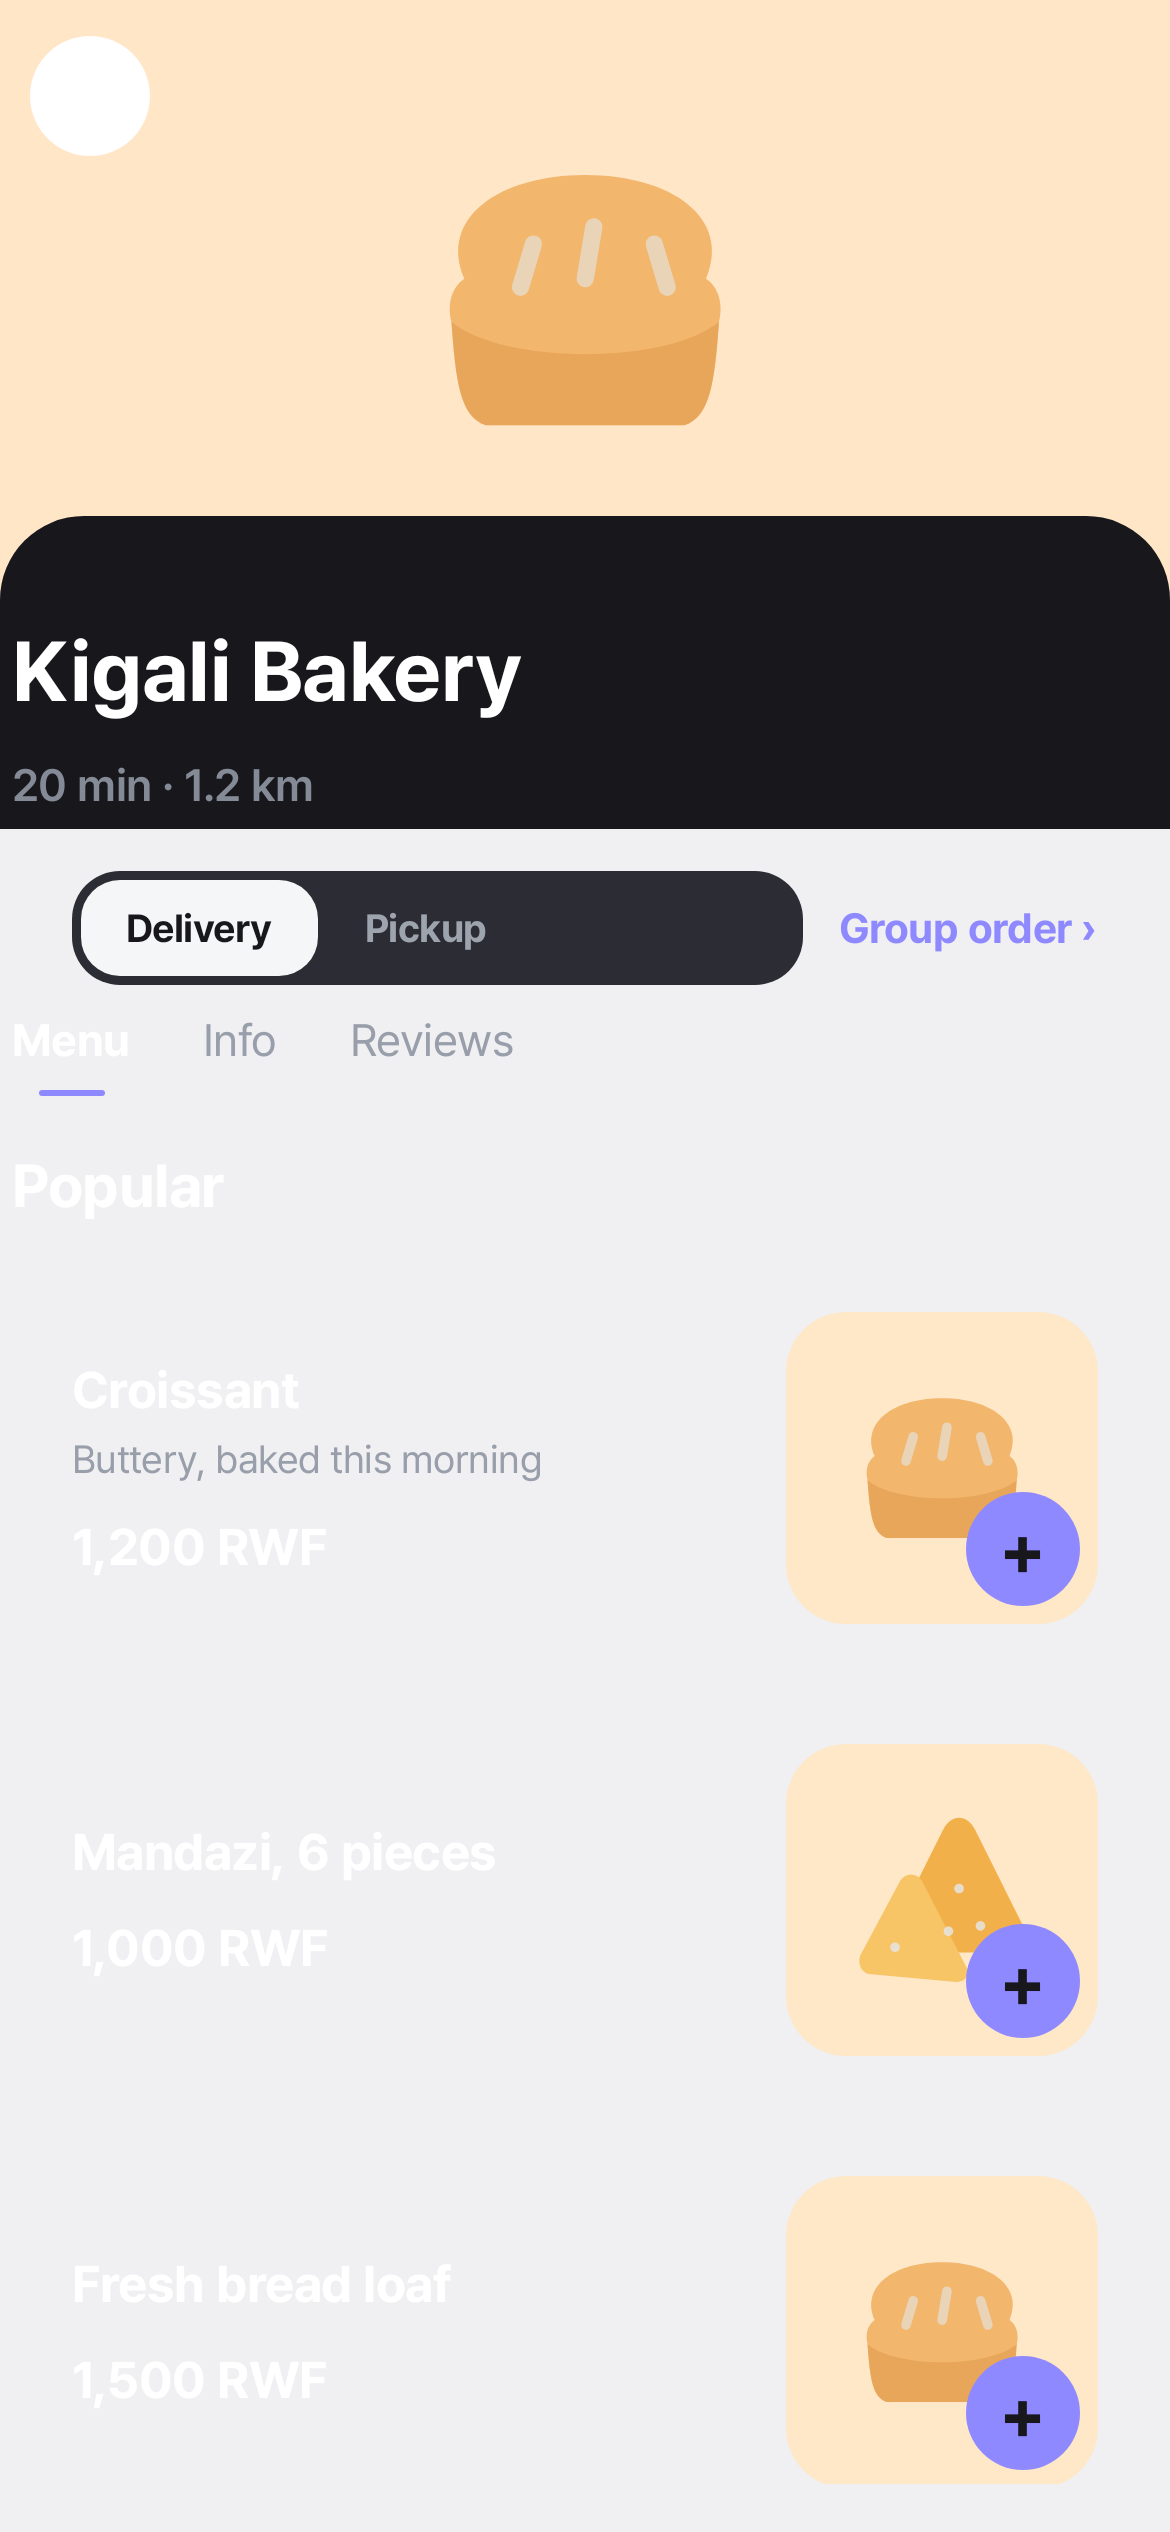 Kigali Bakery
20 min · 1.2 km
Delivery Pickup Group order ›
Menu Info Reviews
Popular
Croissant
Buttery, baked this morning
1,200 RWF
+
Mandazi, 6 pieces
1,000 RWF
+
Fresh bread loaf
1,500 RWF
+